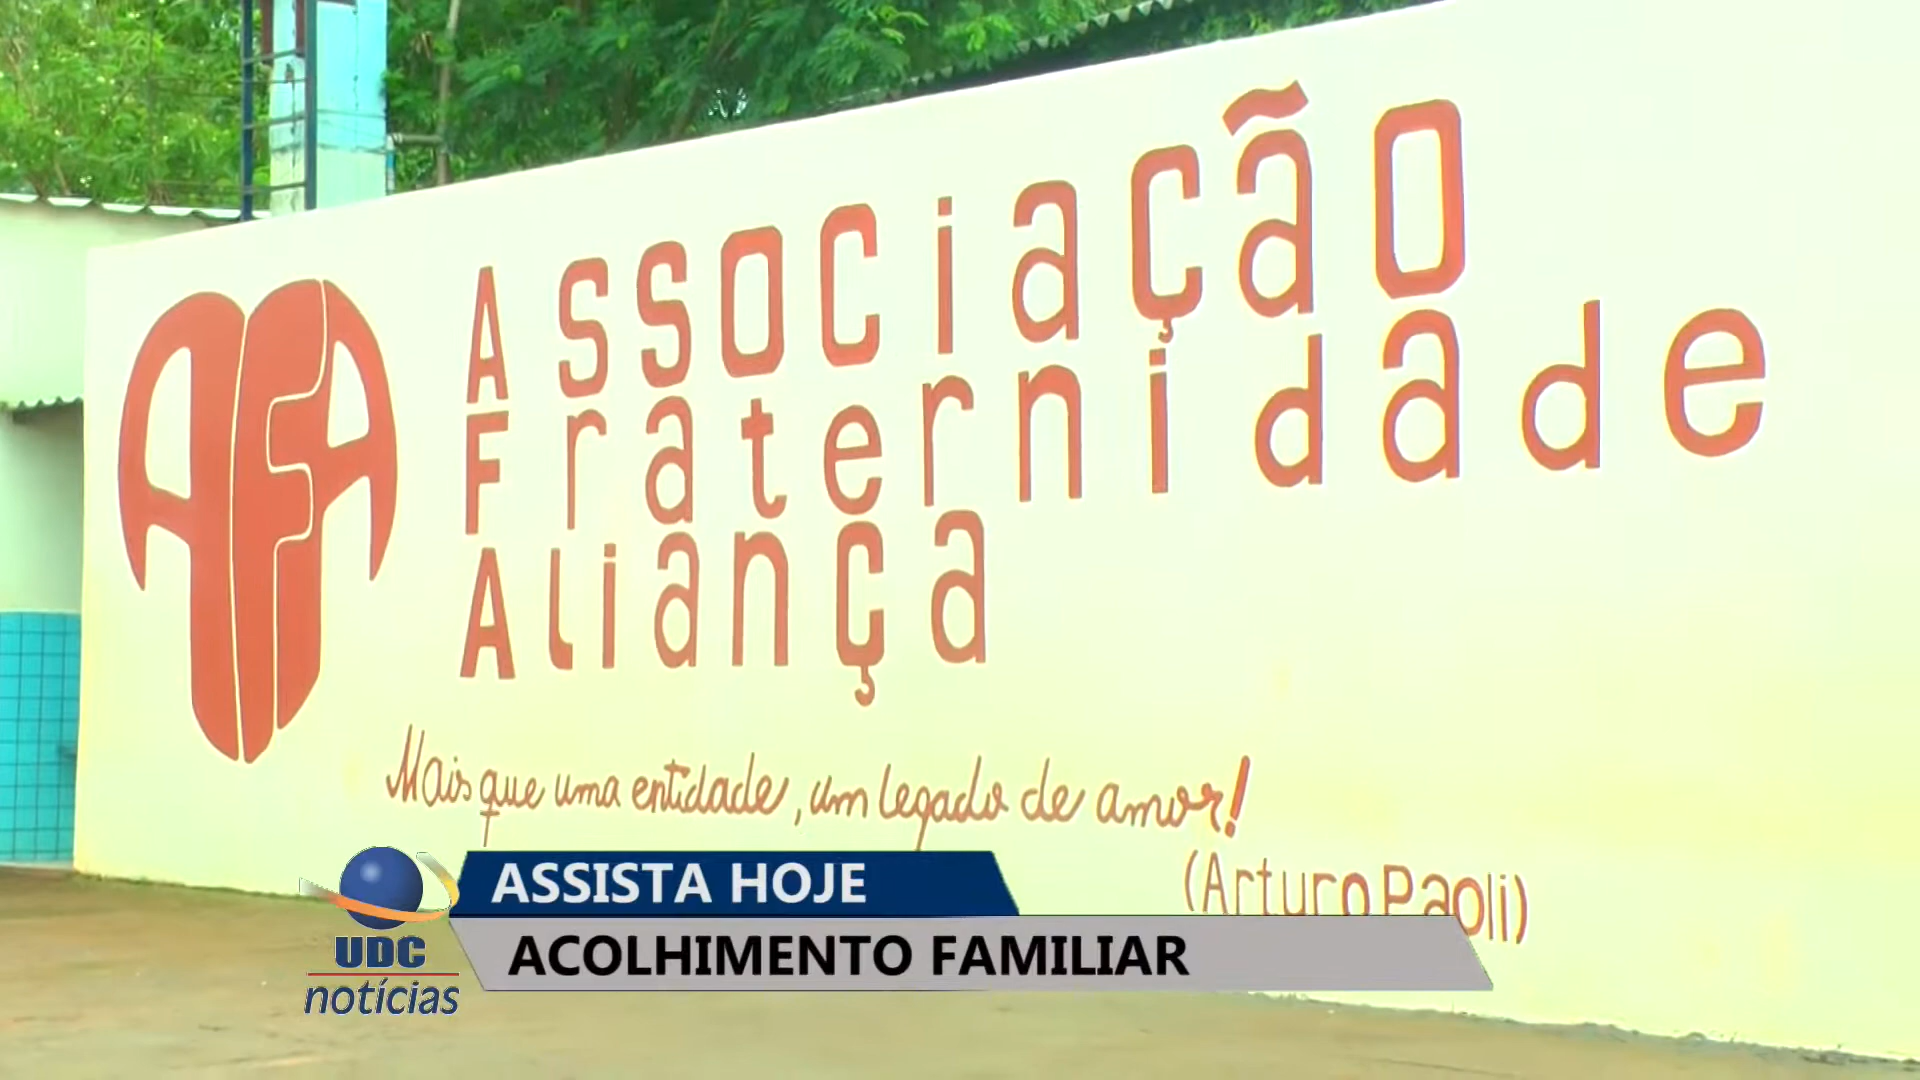 AFA
Associação
Fraternidade
Aliança
Mais que uma entidade, um legado de amor!
(Arturo Paoli)
ASSISTA HOJE
ACOLHIMENTO FAMILIAR
UDC
notícias